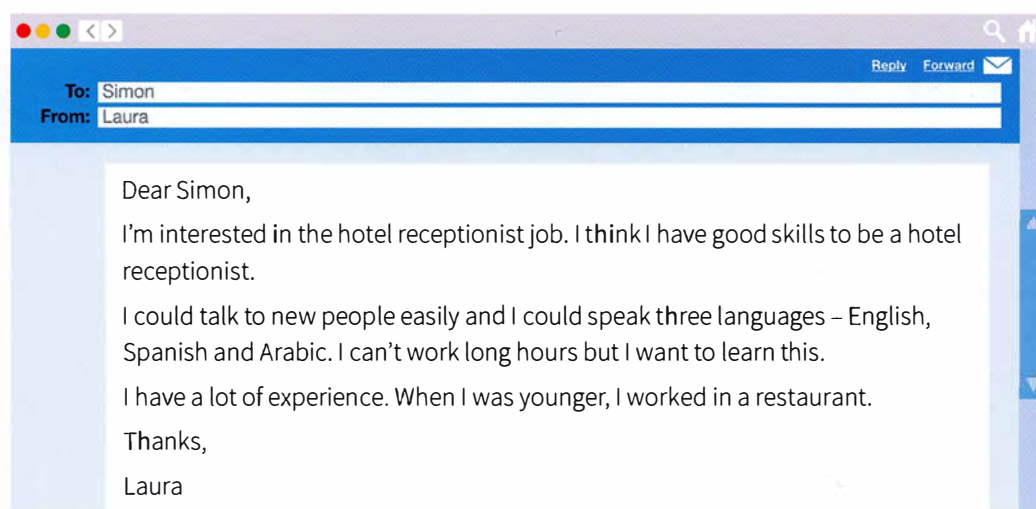 Reply Forward
To: Simon
From: Laura
Dear Simon,
I'm interested in the hotel receptionist job. I think I have good skills to be a hotel
receptionist.
I could talk to new people easily and I could speak three languages – English,
Spanish and Arabic. I can't work long hours but I want to learn this.
I have a lot of experience. When I was younger, I worked in a restaurant.
Thanks,
Laura